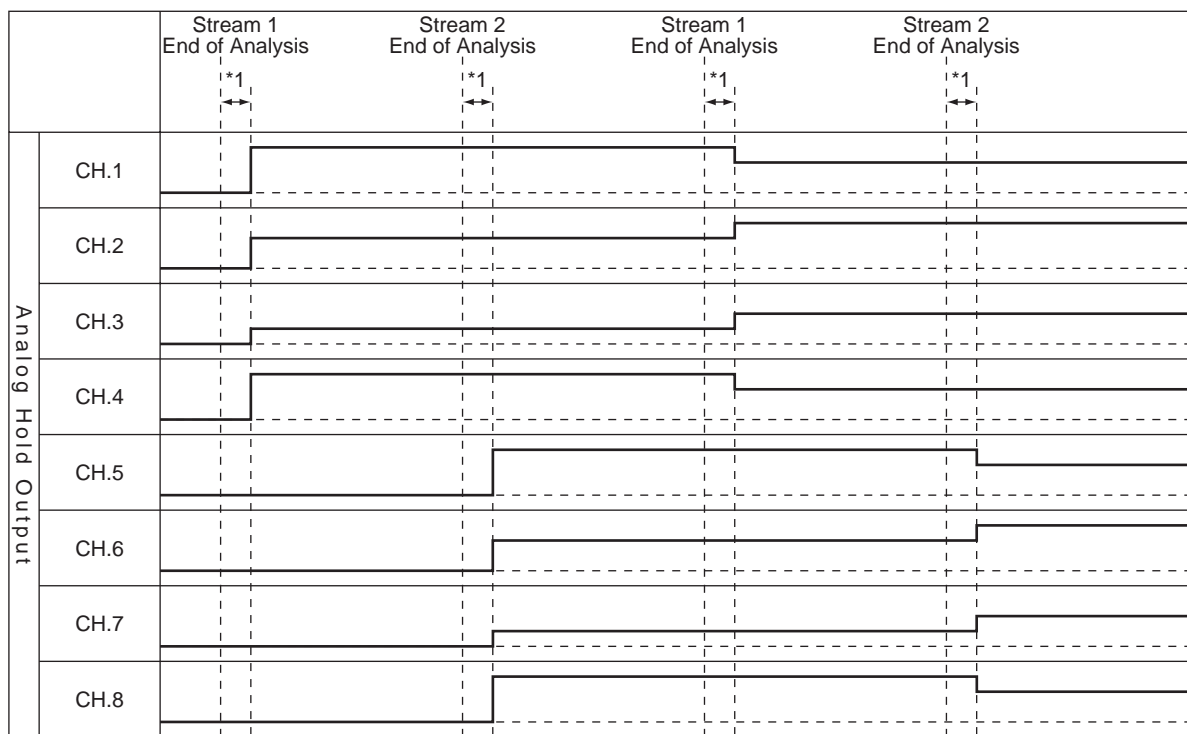 Stream 1
End of Analysis
Stream 2
End of Analysis
Stream 1
End of Analysis
Stream 2
End of Analysis
*1
*1
*1
*1
Analog Hold Output
CH.1
CH.2
CH.3
CH.4
CH.5
CH.6
CH.7
CH.8